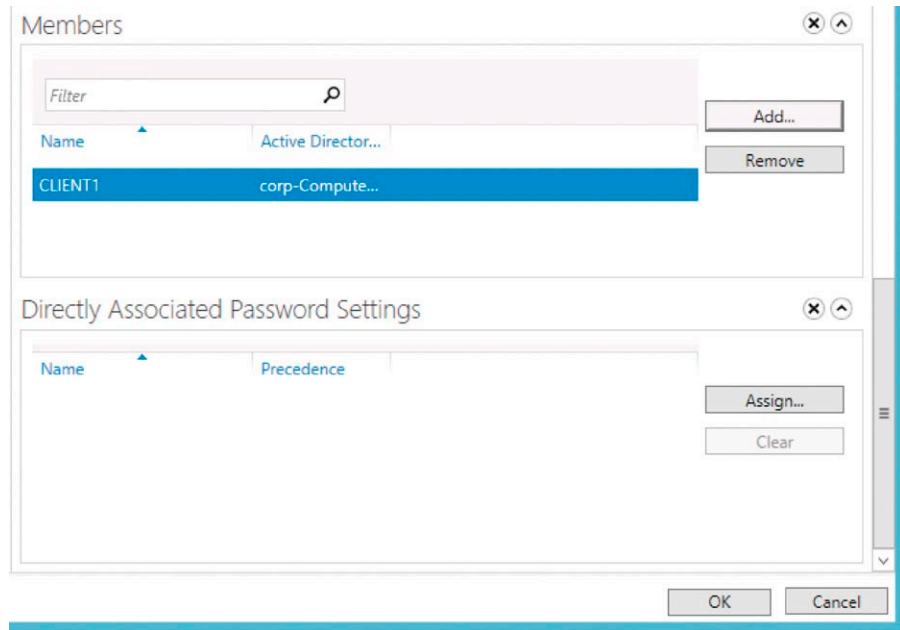 Members
Filter
Add...
Name Active Director...
Remove
CLIENT1 corp-Compute...
Directly Associated Password Settings
Name Precedence
Assign...
Clear
OK Cancel